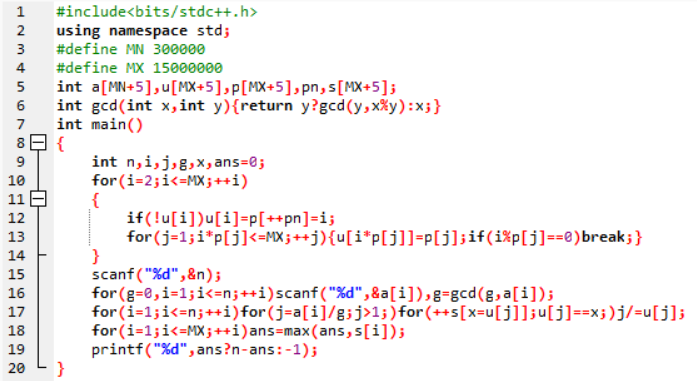 1 #include<bits/stdc++.h>
2 using namespace std;
3 #define MN 300000
4 #define MX 15000000
5 int a[MN+5],u[MX+5],p[MX+5],pn,s[MX+5];
6 int gcd(int x,int y){return y?gcd(y,x%y):x;}
7 int main()
8 {
9 int n,i,j,g,x,ans=0;
10 for(i=2;i<=MX;++i)
11 {
12 if(!u[i])u[i]=p[++pn]=i;
13 for(j=1;i*p[j]<=MX;++j){u[i*p[j]]=p[j];if(i%p[j]==0)break;}
14 }
15 scanf("%d",&n);
16 for(g=0,i=1;i<=n;++i)scanf("%d",&a[i]),g=gcd(g,a[i]);
17 for(i=1;i<=n;++i)for(j=a[i]/g;j>1;)for(++s[x=u[j]];u[j]==x;)j/=u[j];
18 for(i=1;i<=MX;++i)ans=max(ans,s[i]);
19 printf("%d",ans?n-ans:-1);
20 }